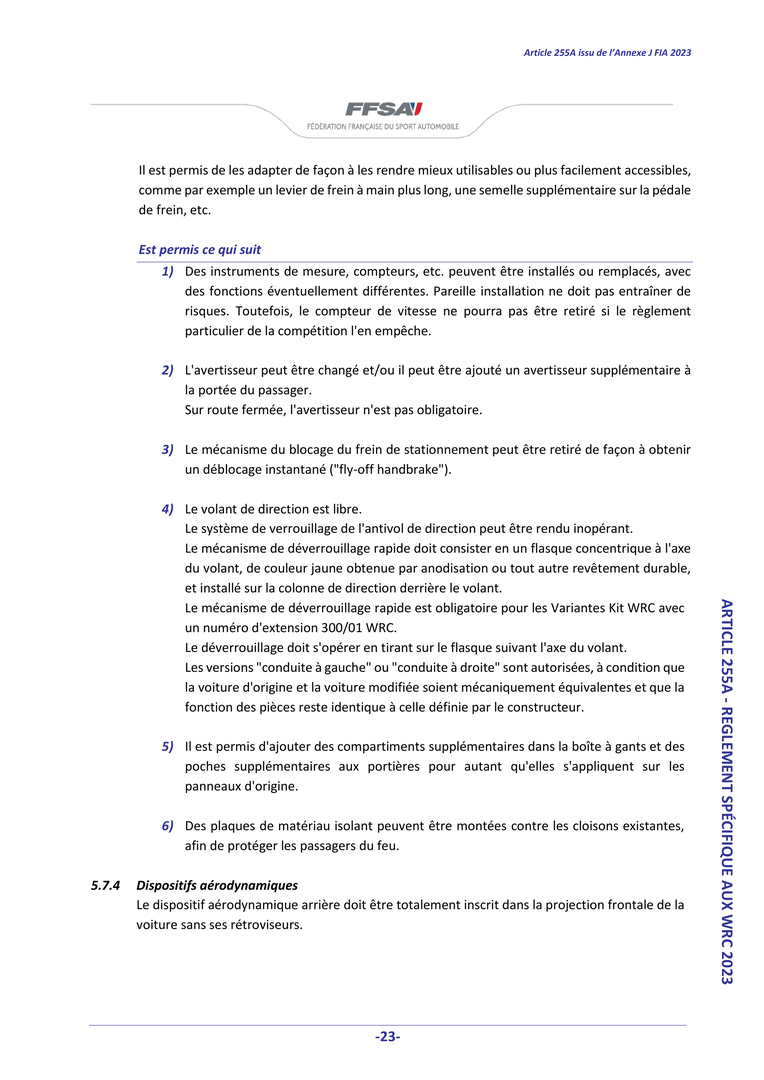 Article 255A issu de l'Annexe J FIA 2023
FFSA
FÉDÉRATION FRANÇAISE DU SPORT AUTOMOBILE
Il est permis de les adapter de façon à les rendre mieux utilisables ou plus facilement accessibles,
comme par exemple un levier de frein à main plus long, une semelle supplémentaire sur la pédale
de frein, etc.
Est permis ce qui suit
1) Des instruments de mesure, compteurs, etc. peuvent être installés ou remplacés, avec
des fonctions éventuellement différentes. Pareille installation ne doit pas entraîner de
risques. Toutefois, le compteur de vitesse ne pourra pas être retiré si le règlement
particulier de la compétition l'en empêche.
2) L'avertisseur peut être changé et/ou il peut être ajouté un avertisseur supplémentaire à
la portée du passager.
Sur route fermée, l'avertisseur n'est pas obligatoire.
3) Le mécanisme du blocage du frein de stationnement peut être retiré de façon à obtenir
un déblocage instantané ("fly-off handbrake").
4) Le volant de direction est libre.
Le système de verrouillage de l'antivol de direction peut être rendu inopérant.
Le mécanisme de déverrouillage rapide doit consister en un flasque concentrique à l'axe
du volant, de couleur jaune obtenue par anodisation ou tout autre revêtement durable,
et installé sur la colonne de direction derrière le volant.
Le mécanisme de déverrouillage rapide est obligatoire pour les Variantes Kit WRC avec
un numéro d'extension 300/01 WRC.
Le déverrouillage doit s'opérer en tirant sur le flasque suivant l'axe du volant.
Les versions "conduite à gauche" ou "conduite à droite" sont autorisées, à condition que
la voiture d'origine et la voiture modifiée soient mécaniquement équivalentes et que la
fonction des pièces reste identique à celle définie par le constructeur.
5) Il est permis d'ajouter des compartiments supplémentaires dans la boîte à gants et des
poches supplémentaires aux portières pour autant qu'elles s'appliquent sur les
panneaux d'origine.
6) Des plaques de matériau isolant peuvent être montées contre les cloisons existantes,
afin de protéger les passagers du feu.
5.7.4 Dispositifs aérodynamiques
Le dispositif aérodynamique arrière doit être totalement inscrit dans la projection frontale de la
voiture sans ses rétroviseurs.
ARTICLE 255A - REGLEMENT SPÉCIFIQUE AUX WRC 2023
-23-